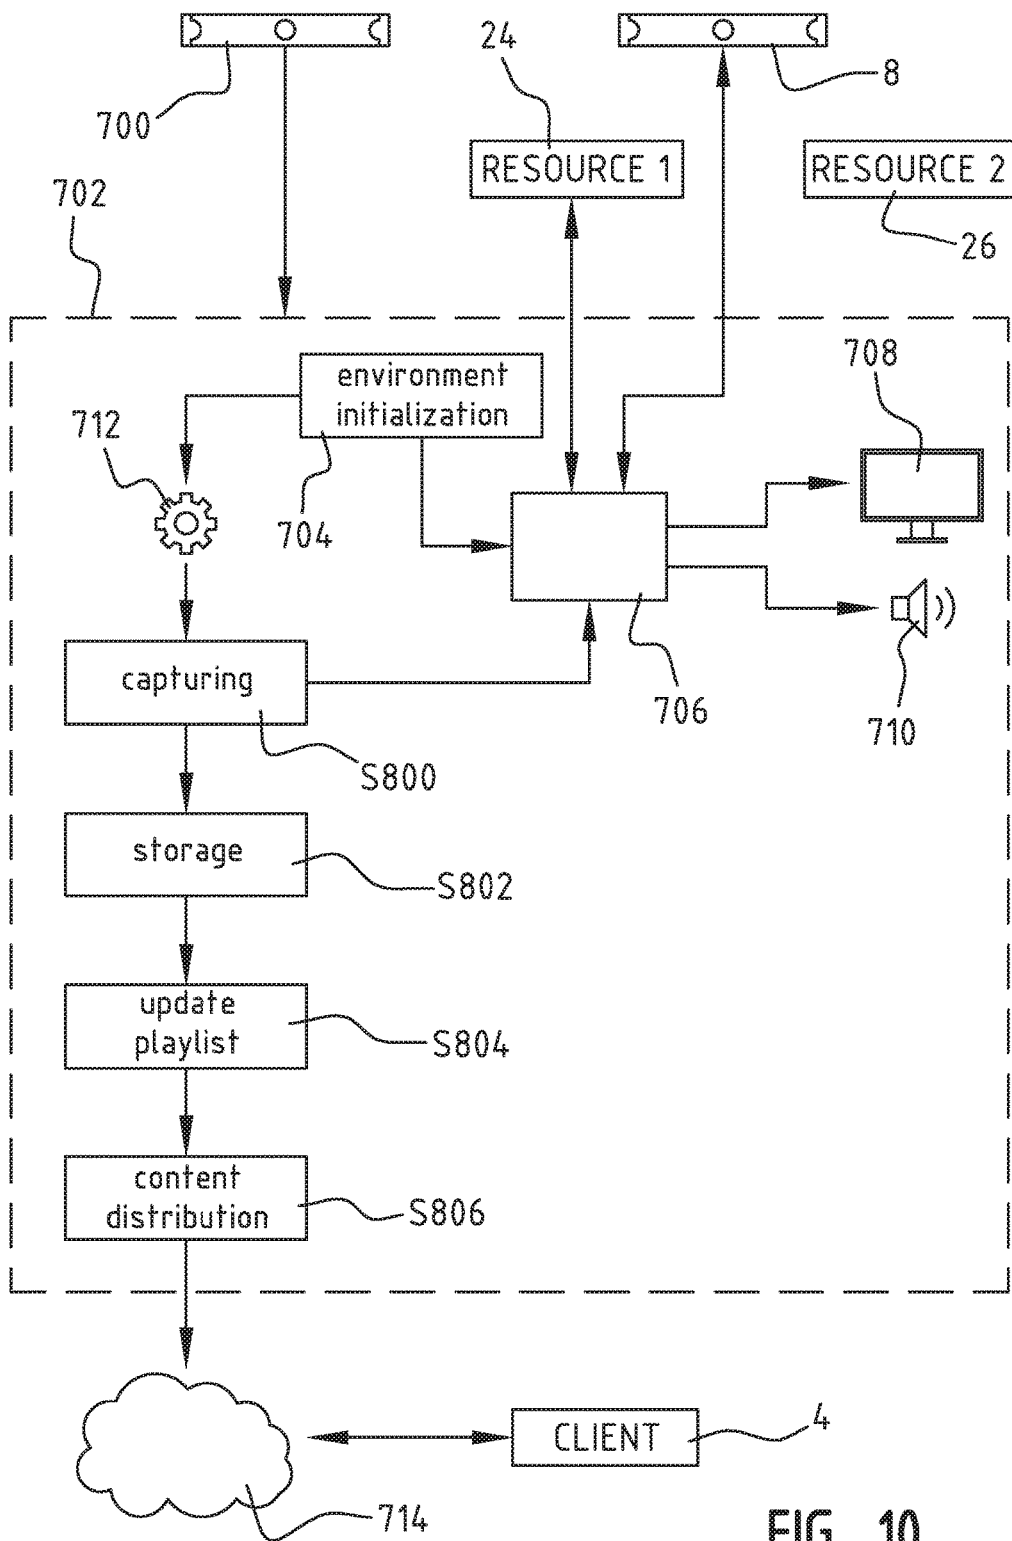 24
8
700
RESOURCE 1
RESOURCE 2
702
26
environment
initialization
708
712
704
capturing
706
710
S800
storage
S802
update
playlist
S804
content
distribution
S806
CLIENT
4
714
FIG. 10